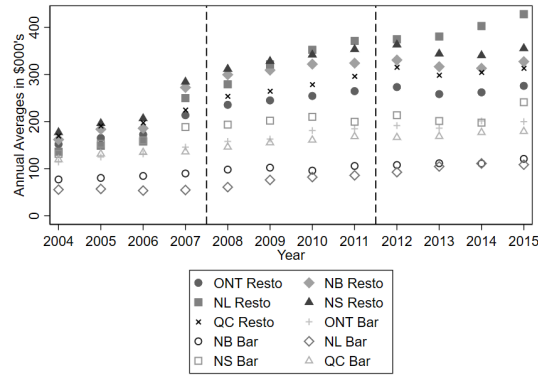 Annual Averages in $000's
400
300
200
100
0
2004 2005 2006 2007 2008 2009 2010 2011 2012 2013 2014 2015
Year
ONT Resto NB Resto
NL Resto NS Resto
QC Resto ONT Bar
NB Bar NL Bar
NS Bar QC Bar